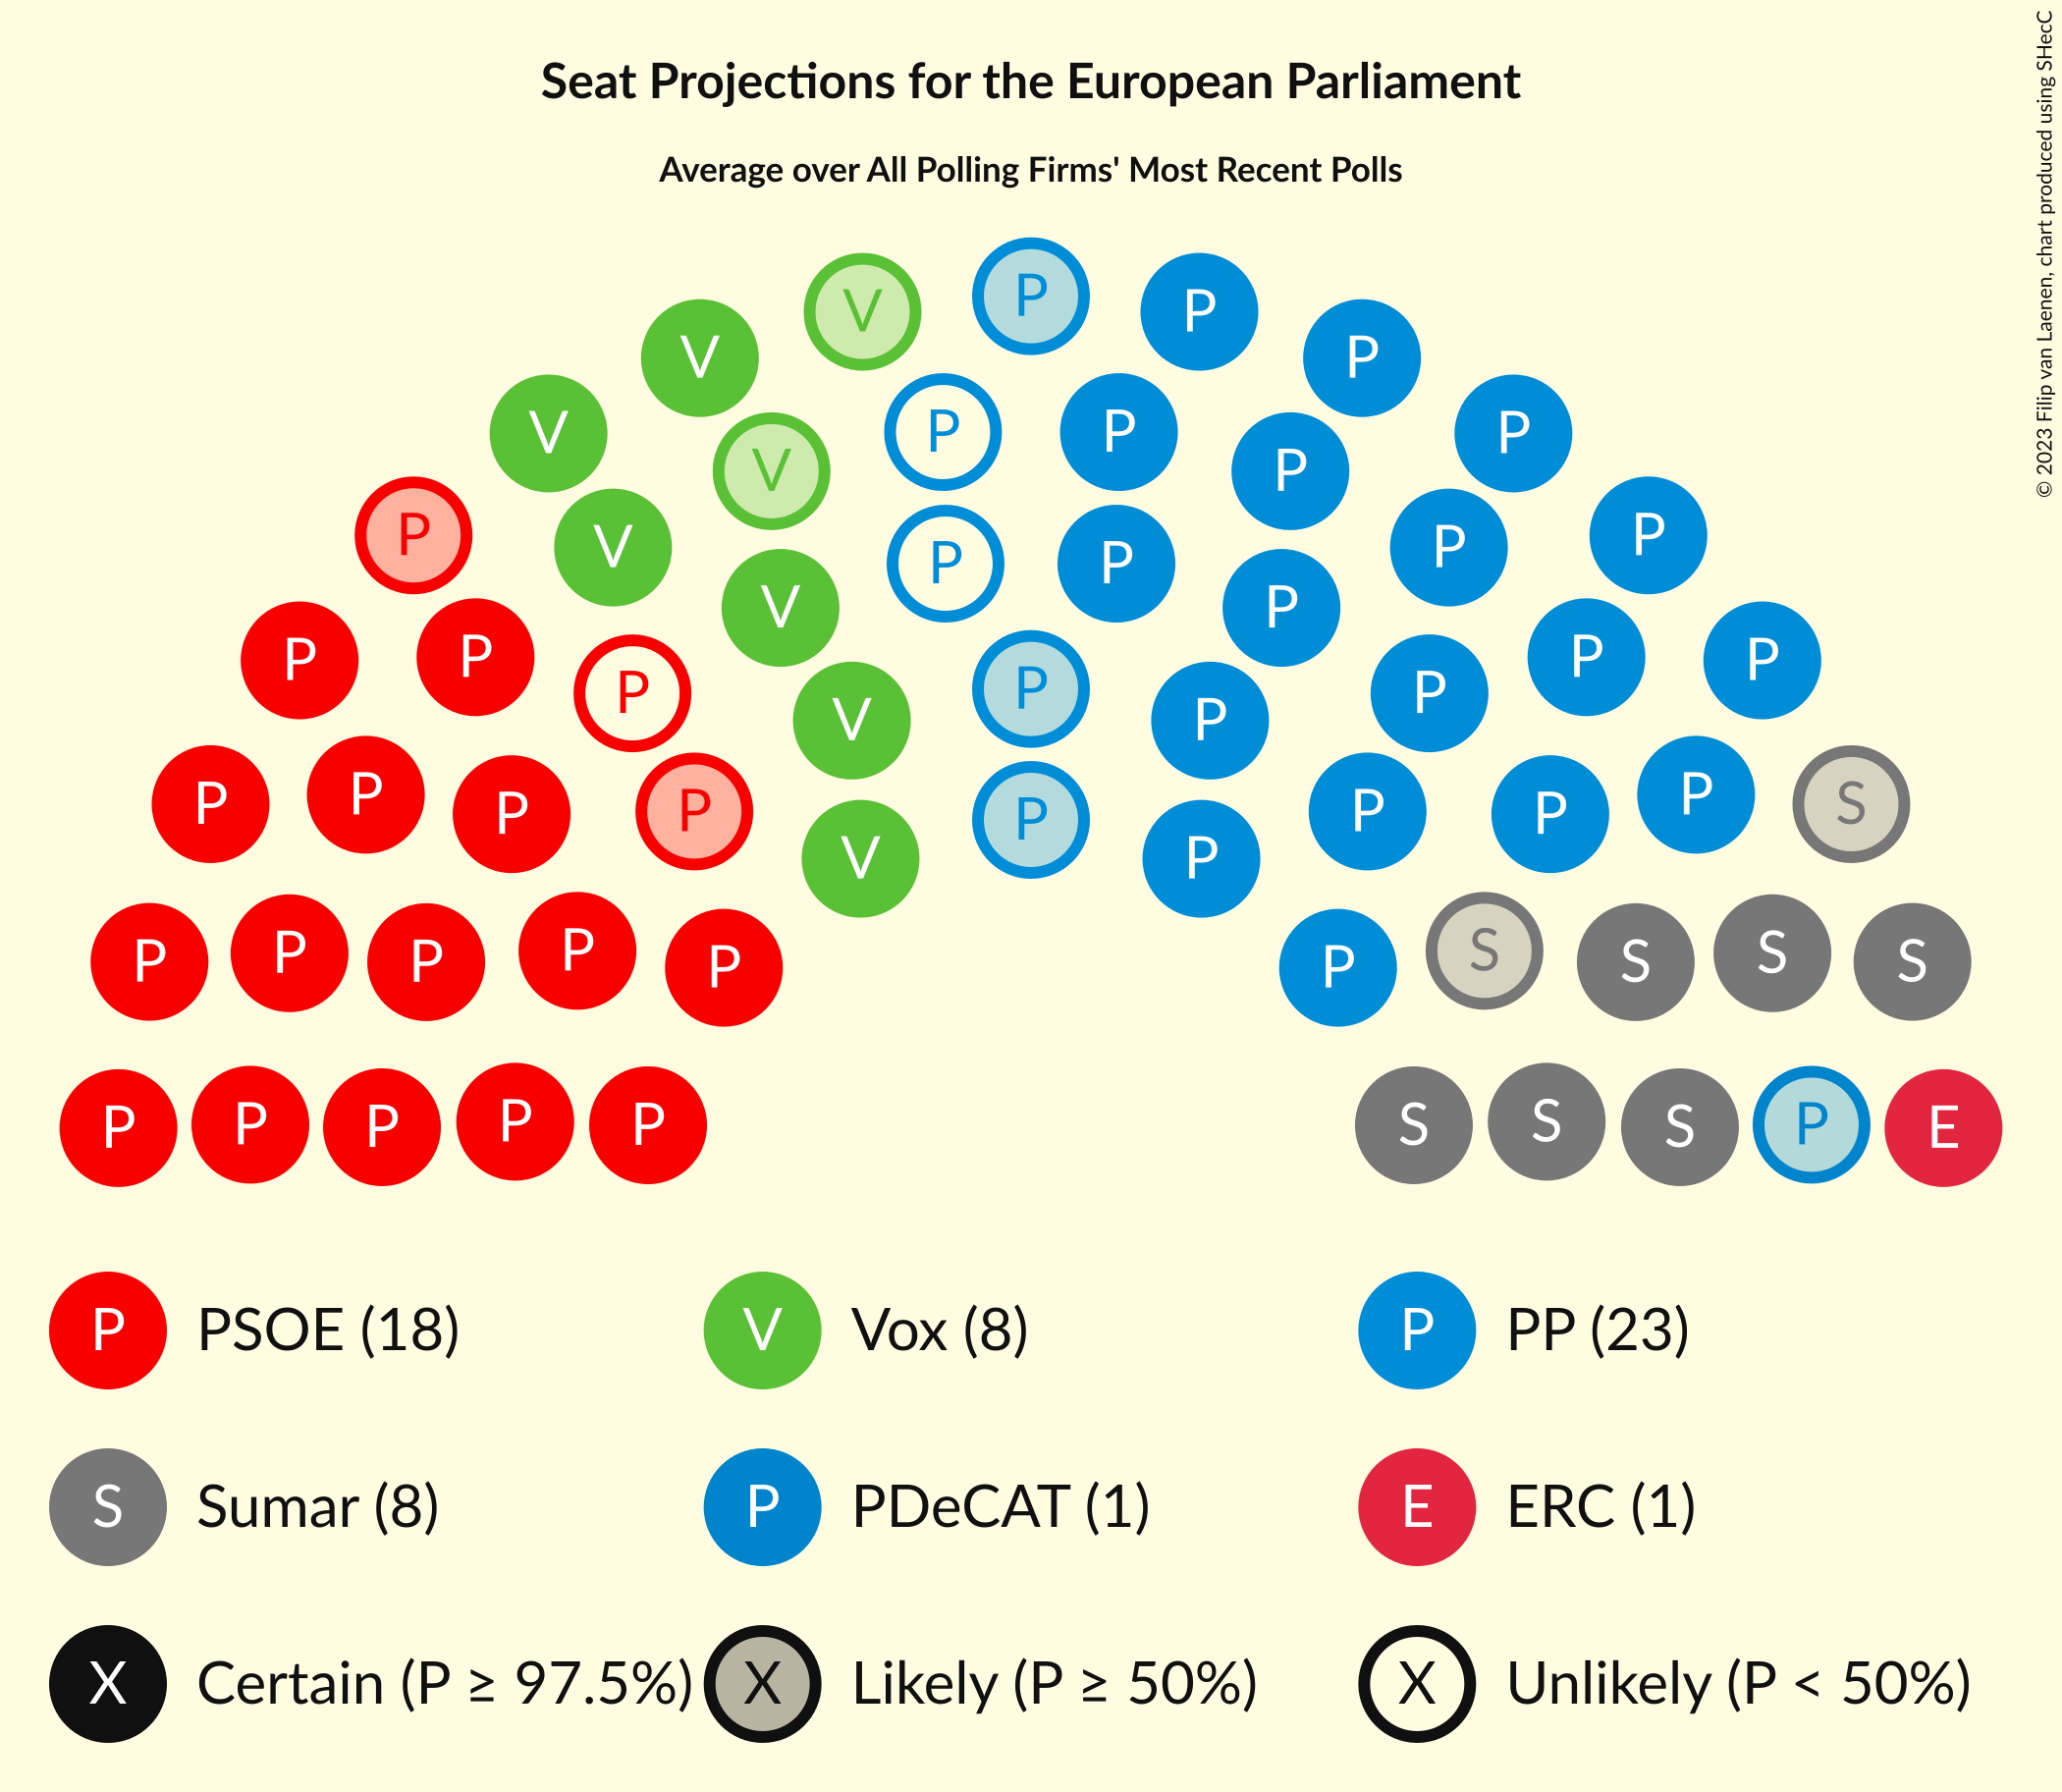 Seat Projections for the European Parliament
Average over All Polling Firms' Most Recent Polls
© 2023 Filip van Laenen, chart produced using SHecC
P
V P
V P
V P P P
V P
P V P P
P P
V P
P P P P
P P P
V P
P P P P P P P P S
V P
P P P P P P S S S S
P P P P P S S S P E
P PSOE (18) V Vox (8) P PP (23)
S Sumar (8) P PDeCAT (1) E ERC (1)
X Certain (P ≥ 97.5%) X Likely (P ≥ 50%) X Unlikely (P < 50%)